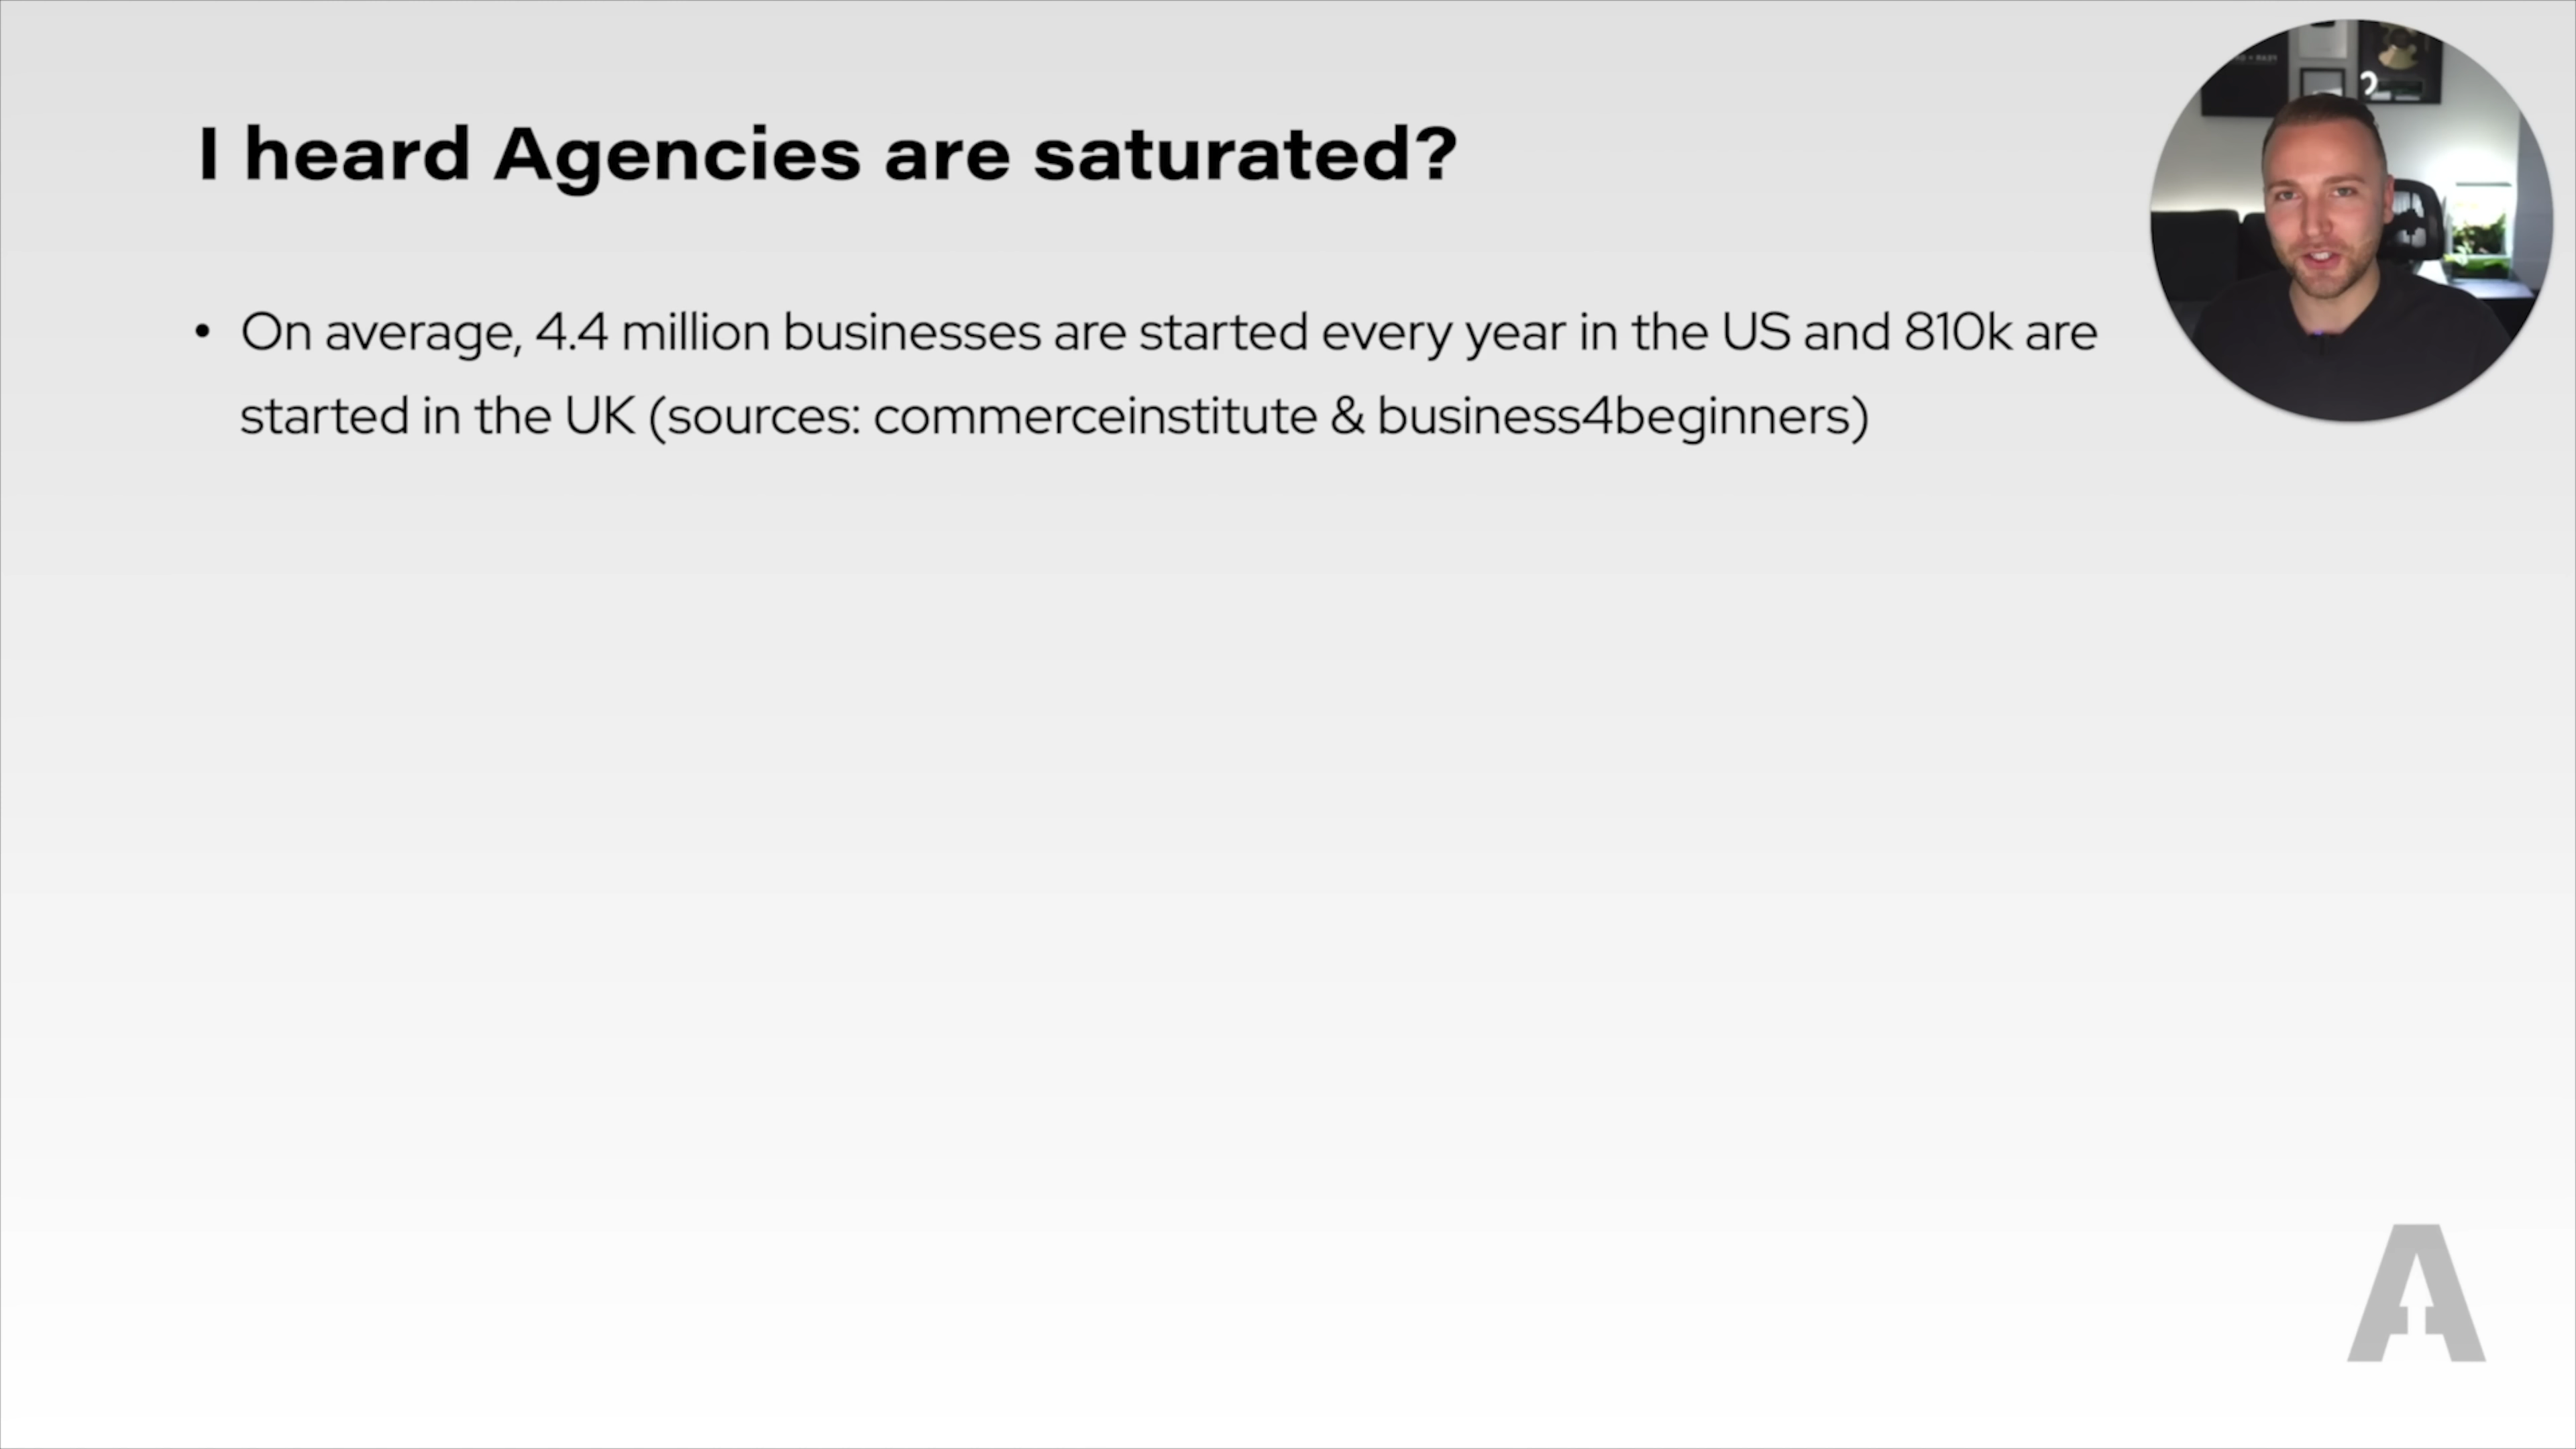 I heard Agencies are saturated?
• On average, 4.4 million businesses are started every year in the US and 810k are
started in the UK (sources: commerceinstitute & business4beginners)
A